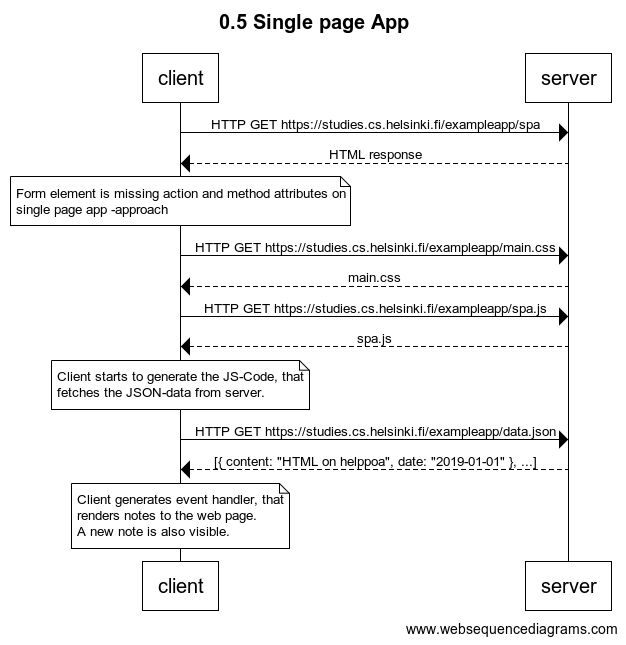 0.5 Single page App
client
server
HTTP GET https://studies.cs.helsinki.fi/exampleapp/spa
HTML response
Form element is missing action and method attributes on
single page app -approach
HTTP GET https://studies.cs.helsinki.fi/exampleapp/main.css
main.css
HTTP GET https://studies.cs.helsinki.fi/exampleapp/spa.js
spa.js
Client starts to generate the JS-Code, that
fetches the JSON-data from server.
HTTP GET https://studies.cs.helsinki.fi/exampleapp/data.json
[{ content: "HTML on helppoa", date: "2019-01-01" }, ...]
Client generates event handler, that
renders notes to the web page.
A new note is also visible.
client
server
www.websequencediagrams.com